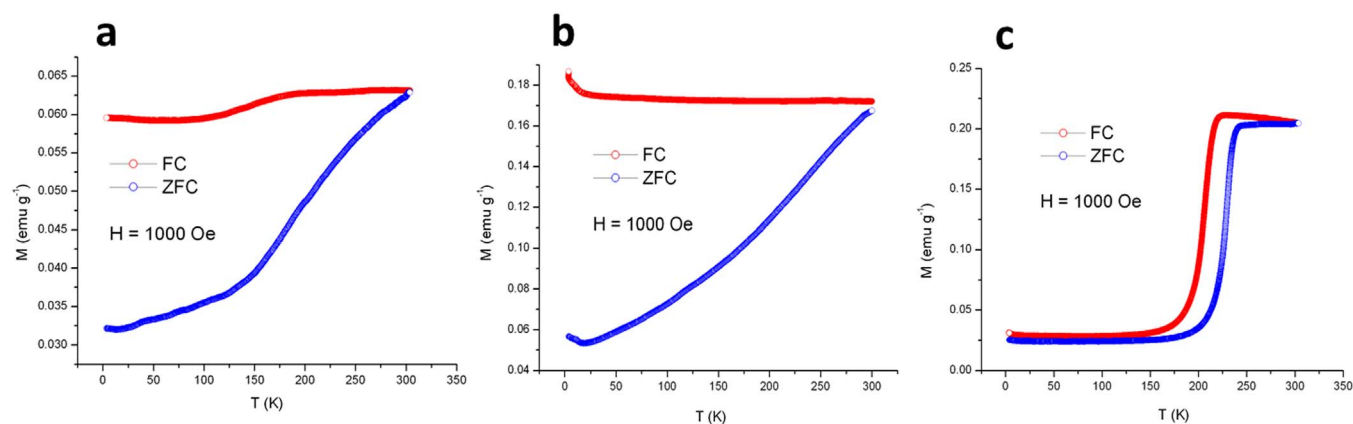 a
0.065
0.060
0.055
0.050
0.045
0.040
0.035
0.030
M (emu g⁻¹)
FC
ZFC
H = 1000 Oe
0 50 100 150 200 250 300 350
T (K)
b
0.18
0.16
0.14
0.12
0.10
0.08
0.06
0.04
M (emu g⁻¹)
FC
ZFC
H = 1000 Oe
0 50 100 150 200 250 300
T (K)
c
0.25
0.20
0.15
0.10
0.05
0.00
M (emu g⁻¹)
FC
ZFC
H = 1000 Oe
0 50 100 150 200 250 300 350
T (K)